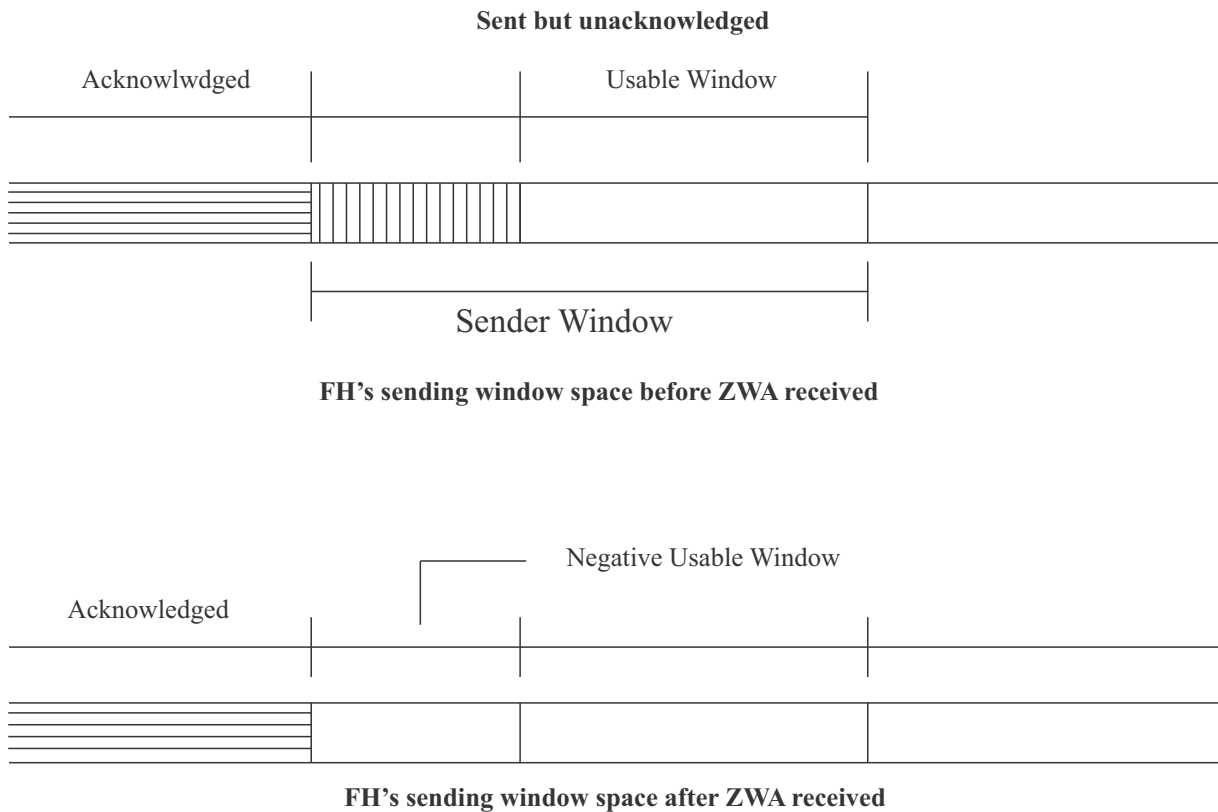 Sent but unacknowledged
Acknowlwdged
Usable Window
Sender Window
FH’s sending window space before ZWA received
Negative Usable Window
Acknowledged
FH’s sending window space after ZWA received